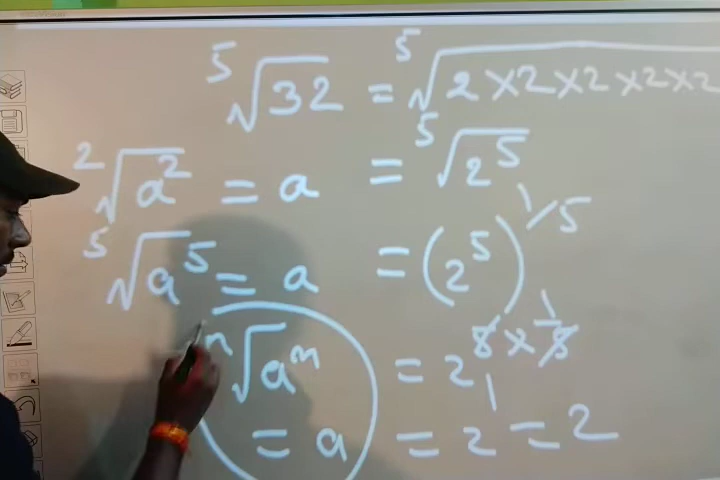 ⁵√32 = ⁵√2×2×2×2×2
²√a² = a
= ⁵√2⁵
⁵√a⁵ = a
= (2⁵)^1/5
ⁿ√aⁿ
= a
= 2^5×1/5
= 2¹ = 2